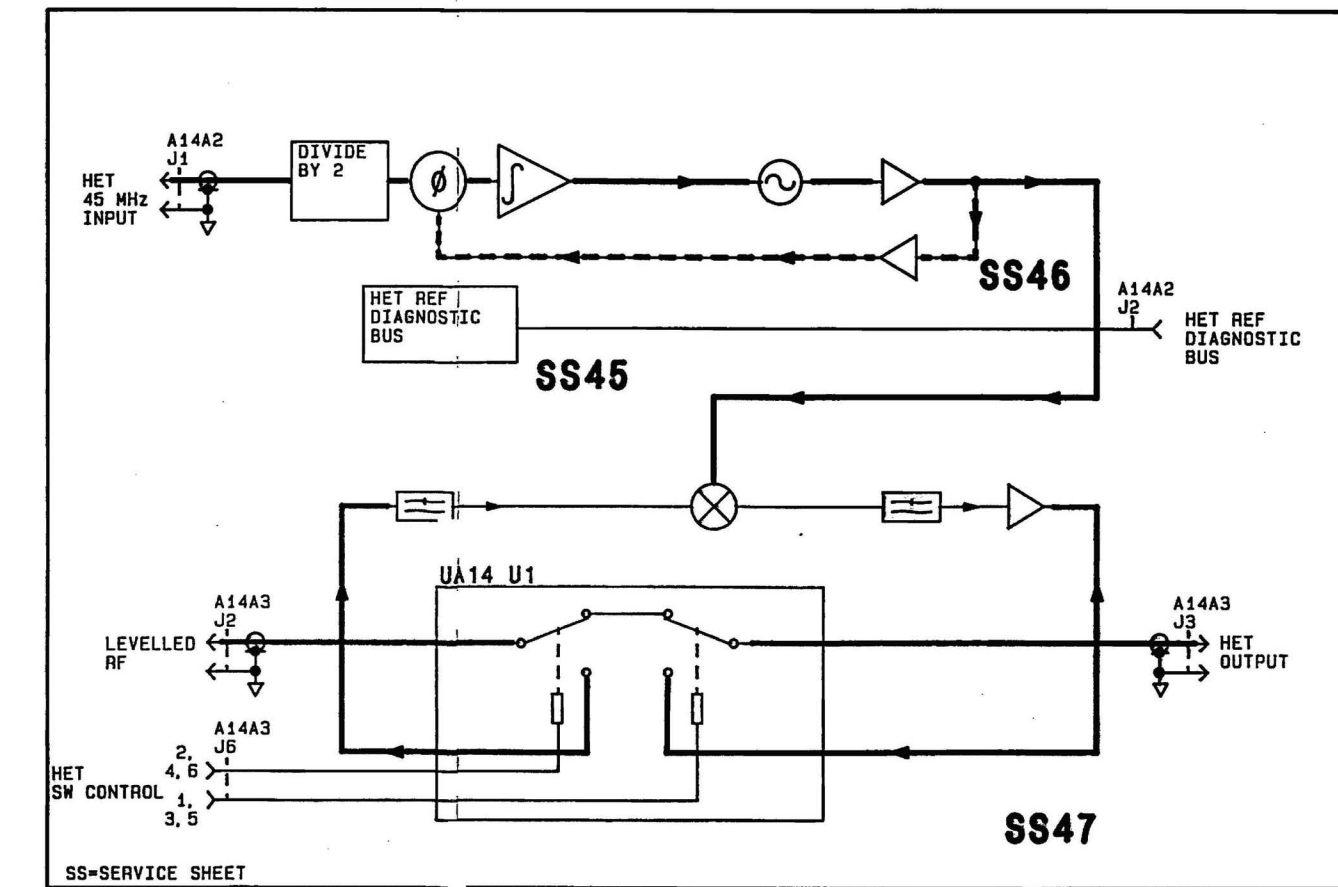 A14A2
J1
HET
45 MHz
INPUT
DIVIDE
BY 2
ϕ
∫
SS46
HET REF
DIAGNOSTIC
BUS
SS45
A14A2
J2
HET REF
DIAGNOSTIC
BUS
UA14 U1
A14A3
J2
LEVELLED
RF
A14A3
J3
HET
OUTPUT
A14A3
J6
2,
4, 6
HET
SW CONTROL
1,
3, 5
SS47
SS=SERVICE SHEET